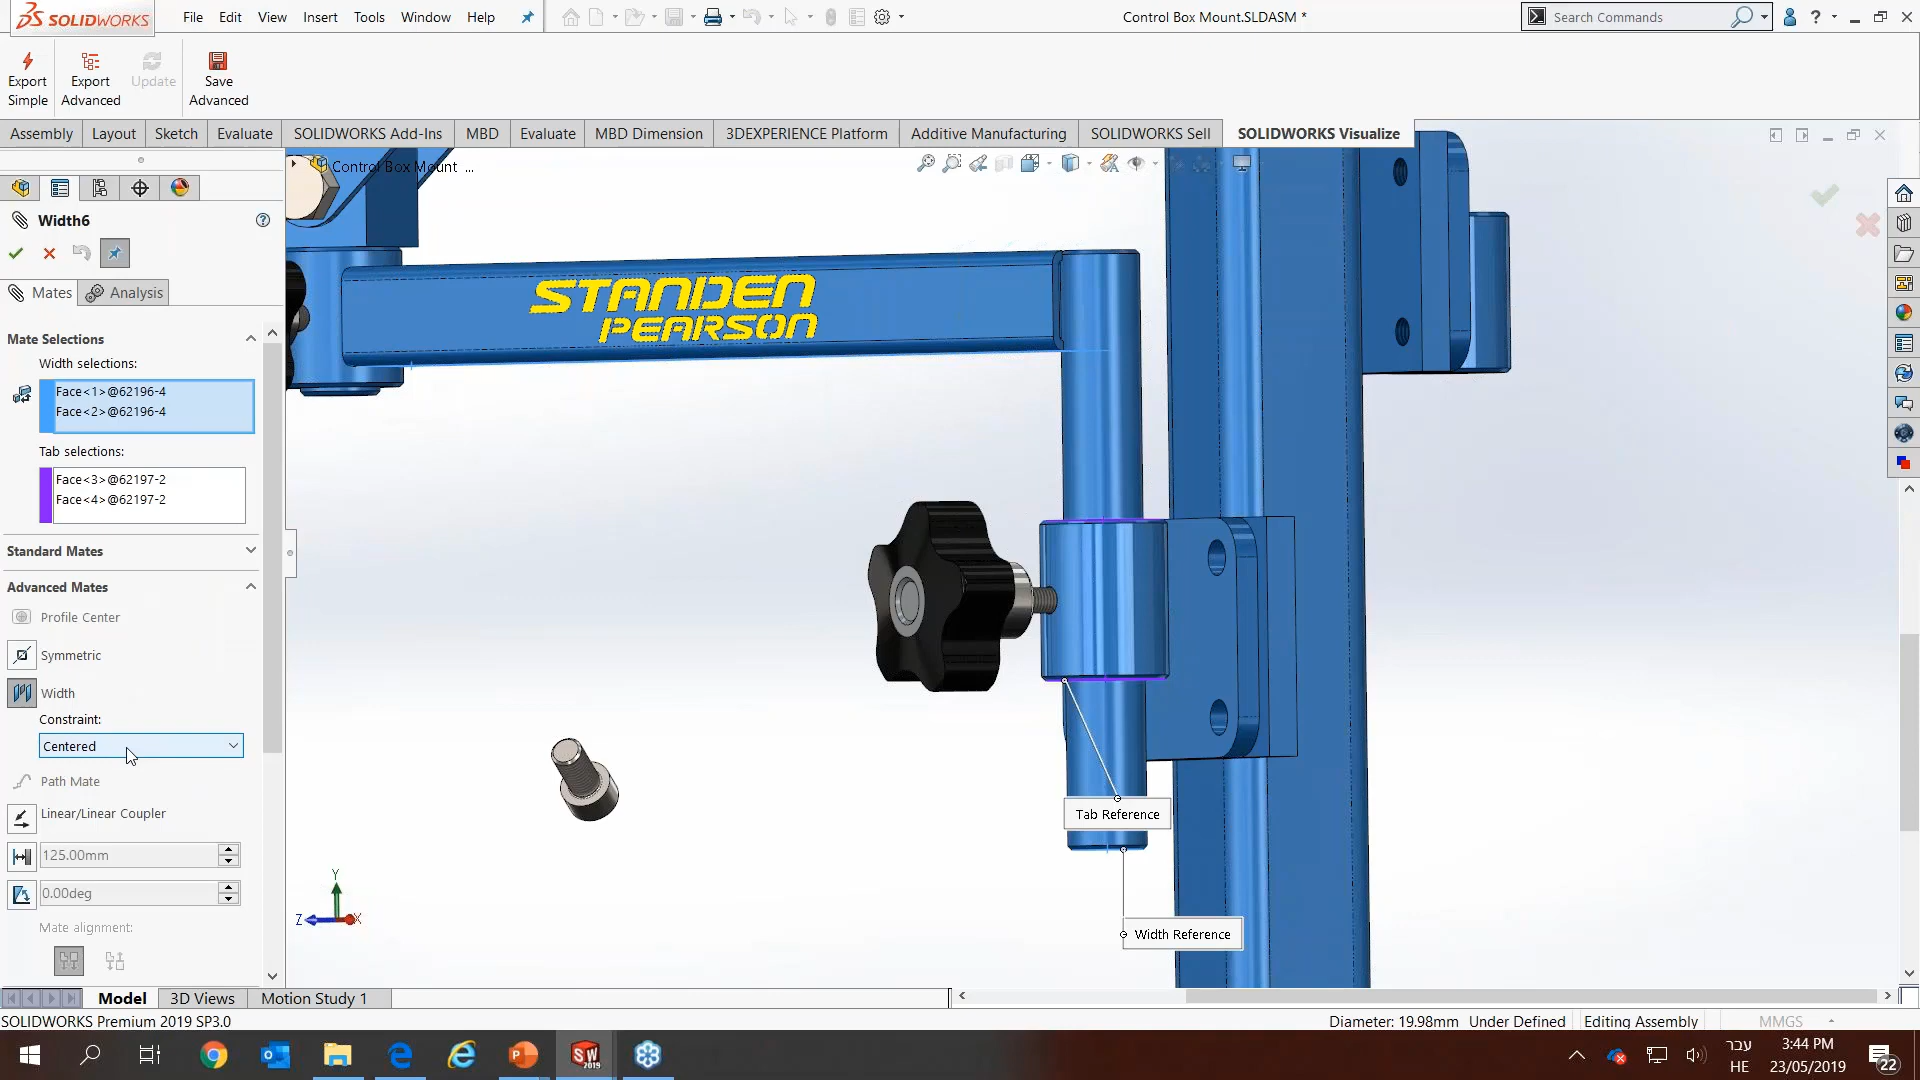 SOLIDWORKS
File Edit View Insert Tools Window Help
Control Box Mount.SLDASM *
Search Commands
Export Simple
Export Advanced
Update
Save Advanced
Assembly Layout Sketch Evaluate SOLIDWORKS Add-Ins MBD Evaluate MBD Dimension 3DEXPERIENCE Platform Additive Manufacturing SOLIDWORKS Sell SOLIDWORKS Visualize
Control Box Mount ...
Width6
Mates Analysis
Mate Selections
Width selections:
Face<1>@62196-4
Face<2>@62196-4
Tab selections:
Face<3>@62197-2
Face<4>@62197-2
Standard Mates
Advanced Mates
Profile Center
Symmetric
Width
Constraint:
Centered
Path Mate
Linear/Linear Coupler
125.00mm
0.00deg
Mate alignment:
STANDEN
PEARSON
Tab Reference
Width Reference
Y
Z X
Model 3D Views Motion Study 1
SOLIDWORKS Premium 2019 SP3.0
Diameter: 19.98mm Under Defined Editing Assembly MMGS
SW 2019
עבר
HE
3:44 PM
23/05/2019
22